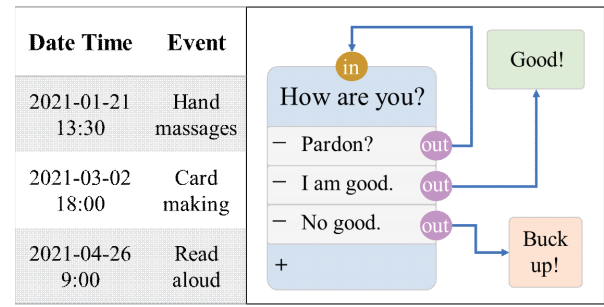 Date Time Event
2021-01-21
13:30
Hand
massages
2021-03-02
18:00
Card
making
2021-04-26
9:00
Read
aloud
in
How are you?
− Pardon? out
− I am good. out
− No good. out
+
Good!
Buck
up!